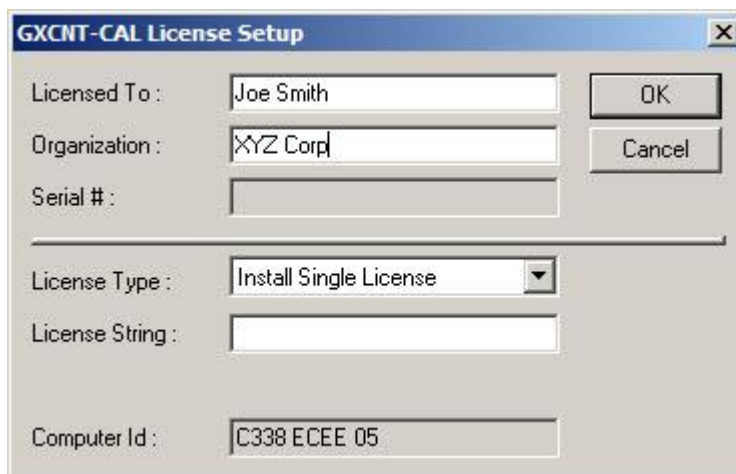 GXCNT-CAL License Setup
Licensed To : Joe Smith OK
Organization : XYZ Corp Cancel
Serial # :
License Type : Install Single License
License String :
Computer Id : C338 ECEE 05